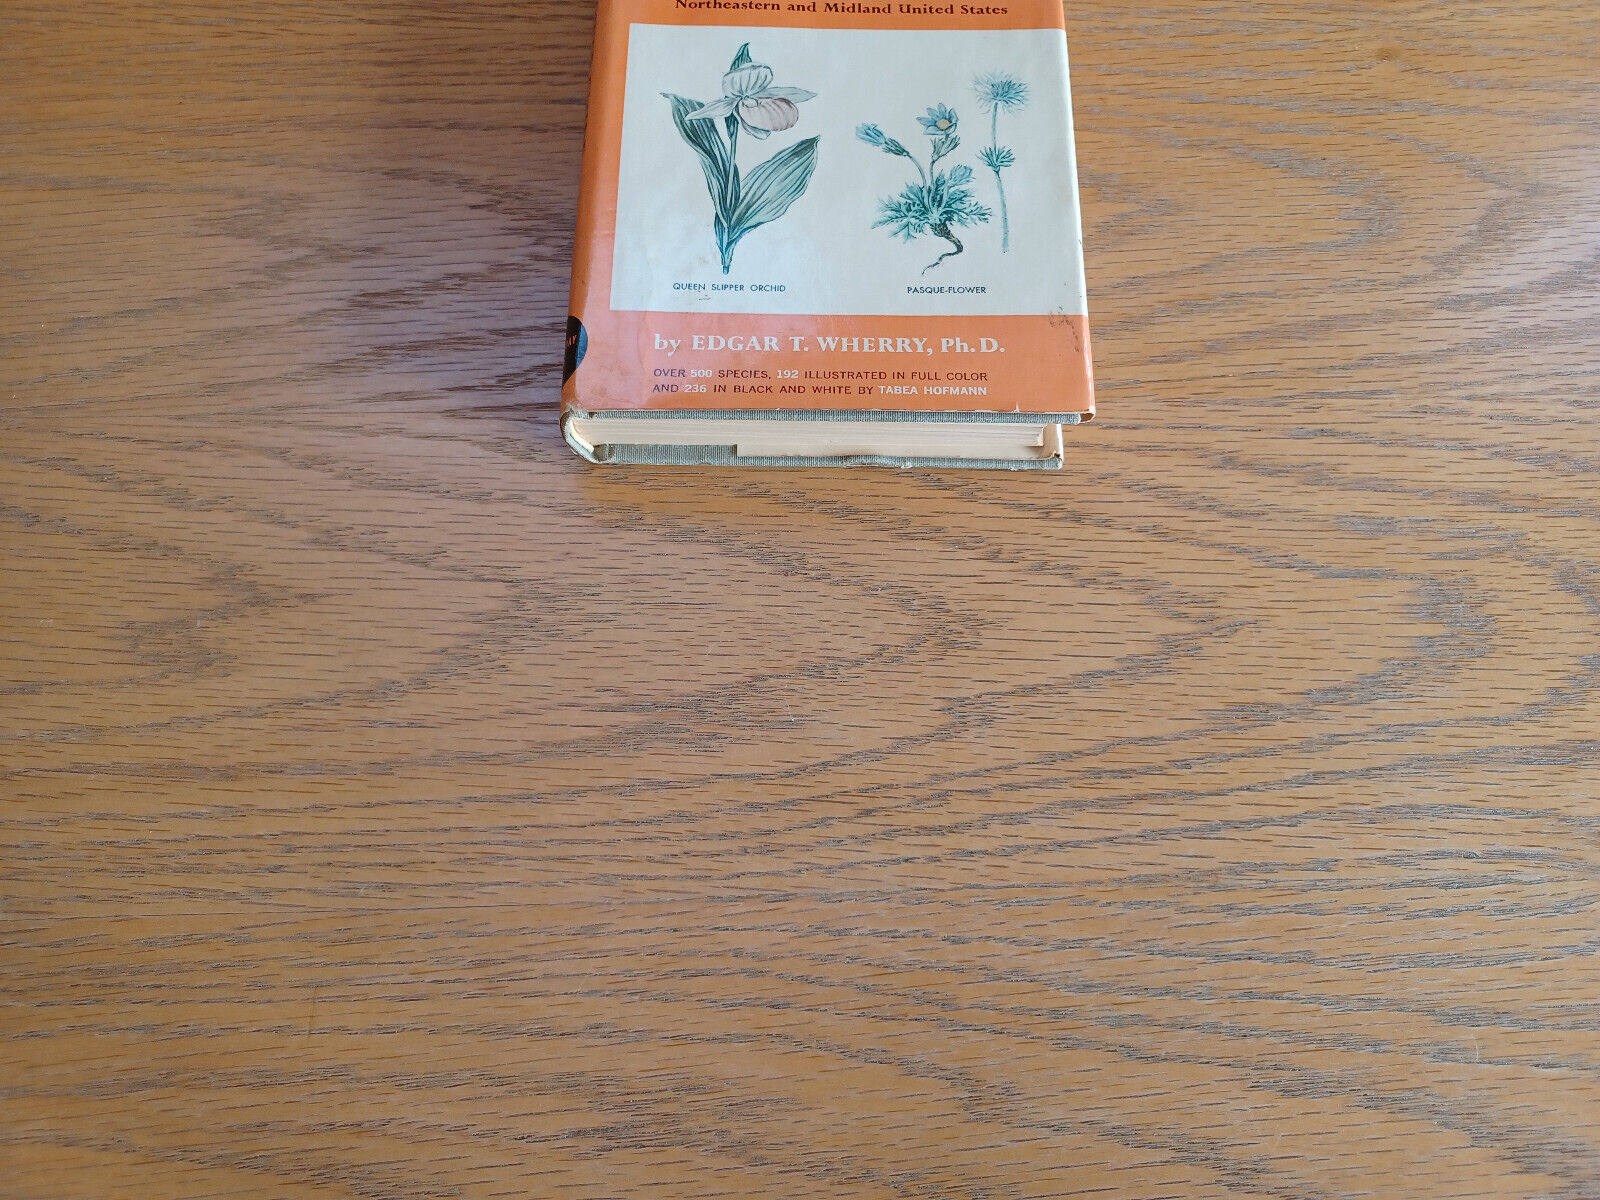 Northeastern and Midland United States
QUEEN SLIPPER ORCHID
PASQUE-FLOWER
by EDGAR T. WHERRY, Ph.D.
OVER 500 SPECIES, 192 ILLUSTRATED IN FULL COLOR
AND 236 IN BLACK AND WHITE BY TABEA HOFMANN